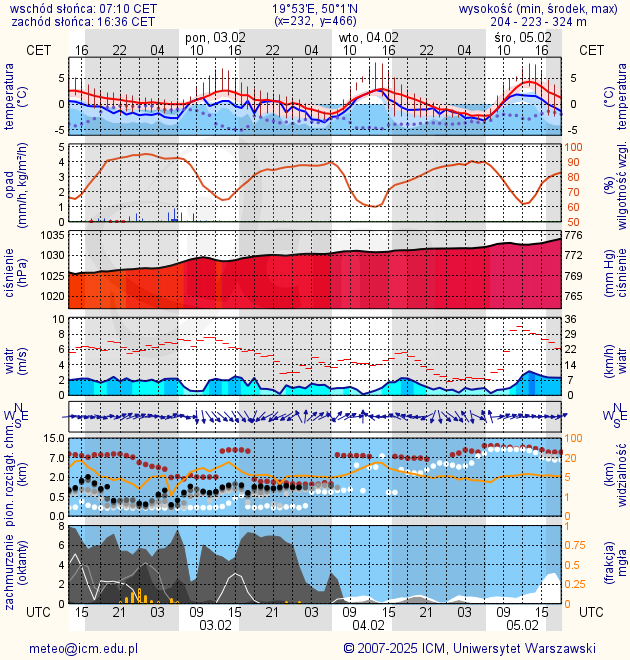 wschód słońca: 07:10 CET 19°53'E, 50°1'N wysokość (min, środek, max)
zachód słońca: 16:36 CET (x=232, y=466) 204 - 223 - 324 m
pon, 03.02 wto, 04.02 śro, 05.02
CET 16 22 04 10 16 22 04 10 16 22 04 10 16 CET
temperatura (°C)
5 5
0 0
-5 -5
temperatura (°C)
opad (mm/h, kg/m²/h)
5 100
4 90
3 80
2 70
1 60
0 50
(%) wilgotność wzgl.
ciśnienie (hPa)
1035 776
1030 772
1025 769
1020 765
(mm Hg) ciśnienie
wiatr (m/s)
10 36
8 29
6 22
4 14
2 7
0 0
(km/h) wiatr
N
W E
S
N
W E
S
pion. rozciągł. chm. (km)
15.0 100
7.0 20
2.0 5
0.5 1
0.0 0
(km) widzialność
zachmurzenie (oktanty)
8 1
6 0.75
4 0.5
2 0.25
0 0
(frakcja) mgła
UTC 15 21 03 09 15 21 03 09 15 21 03 09 15 UTC
03.02 04.02 05.02
meteo@icm.edu.pl © 2007-2025 ICM, Uniwersytet Warszawski